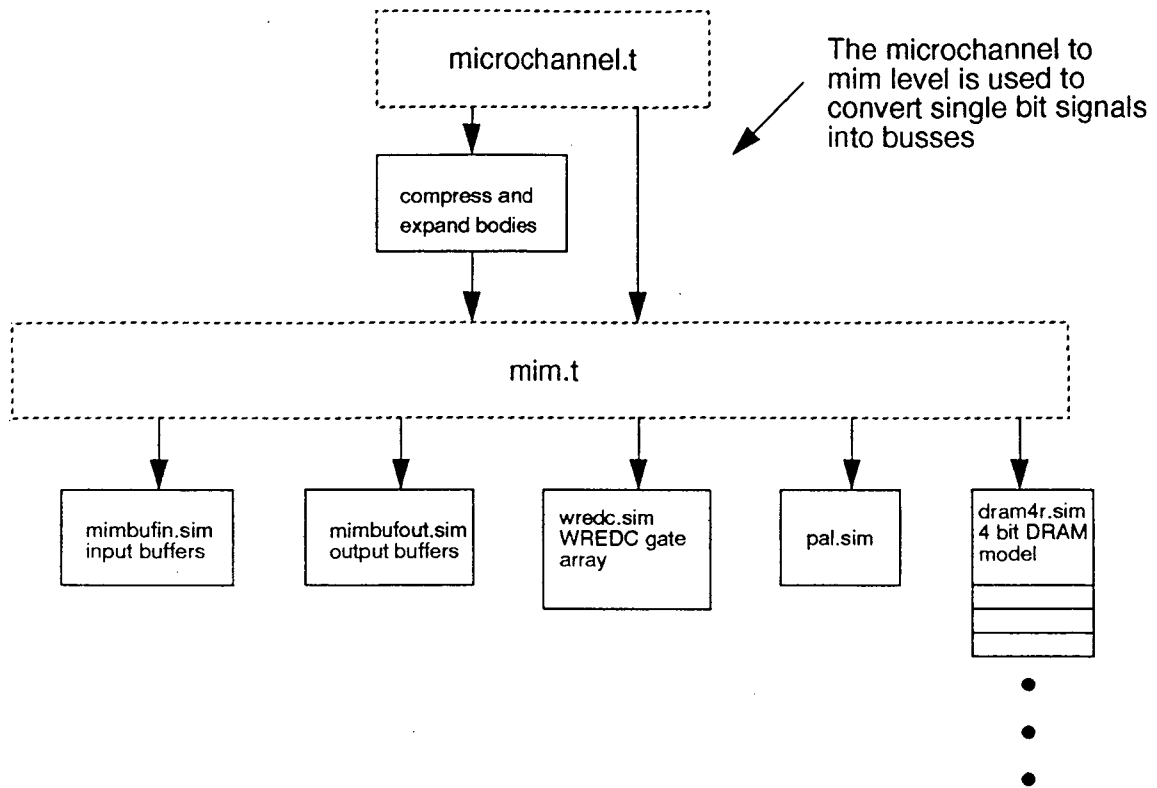 microchannel.t
The microchannel to
mim level is used to
convert single bit signals
into busses
compress and
expand bodies
mim.t
mimbufin.sim
input buffers
mimbufout.sim
output buffers
wredc.sim
WREDC gate
array
pal.sim
dram4r.sim
4 bit DRAM
model